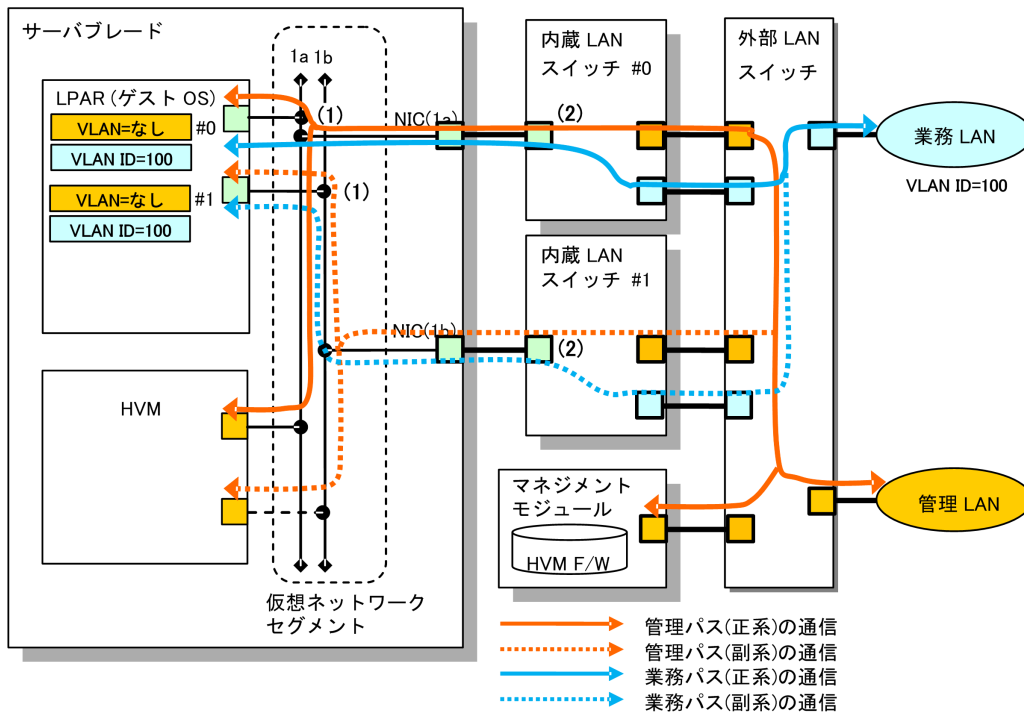 サーバブレード
1a 1b
LPAR (ゲスト OS)
VLAN=なし
#0
VLAN ID=100
VLAN=なし
#1
VLAN ID=100
(1)
(1)
NIC(1a)
NIC(1b)
HVM
仮想ネットワーク
セグメント
内蔵 LAN
スイッチ #0
(2)
内蔵 LAN
スイッチ #1
(2)
マネジメント
モジュール
HVM F/W
外部 LAN
スイッチ
業務 LAN
VLAN ID=100
管理 LAN
管理パス(正系)の通信
管理パス(副系)の通信
業務パス(正系)の通信
業務パス(副系)の通信